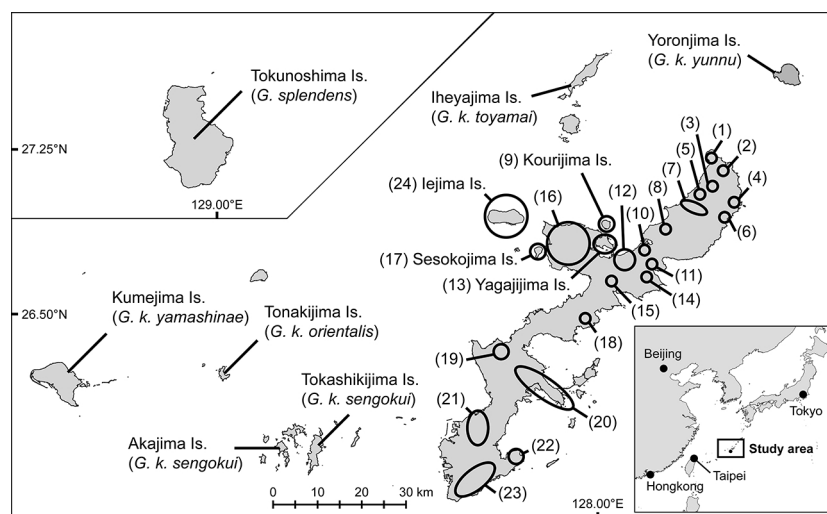 Yoronjima Is.
(G. k. yunnu)
Tokunoshima Is.
(G. splendens)
Iheyajima Is.
(G. k. toyamai)
(1)
(2)
(3)
(5)
(7)
(4)
(6)
27.25°N
129.00°E
(9) Kourijima Is.
(24) Iejima Is.
(16)
(12)
(8)
(10)
(17) Sesokojima Is.
(13) Yagajijima Is.
(11)
(14)
(15)
Kumejima Is.
(G. k. yamashinae)
Tonakijima Is.
(G. k. orientalis)
26.50°N
(18)
(19)
Tokashikijima Is.
(G. k. sengokui)
(20)
(21)
Akajima Is.
(G. k. sengokui)
(22)
(23)
0 10 20 30 km
128.00°E
Beijing
Tokyo
Study area
Taipei
Hongkong